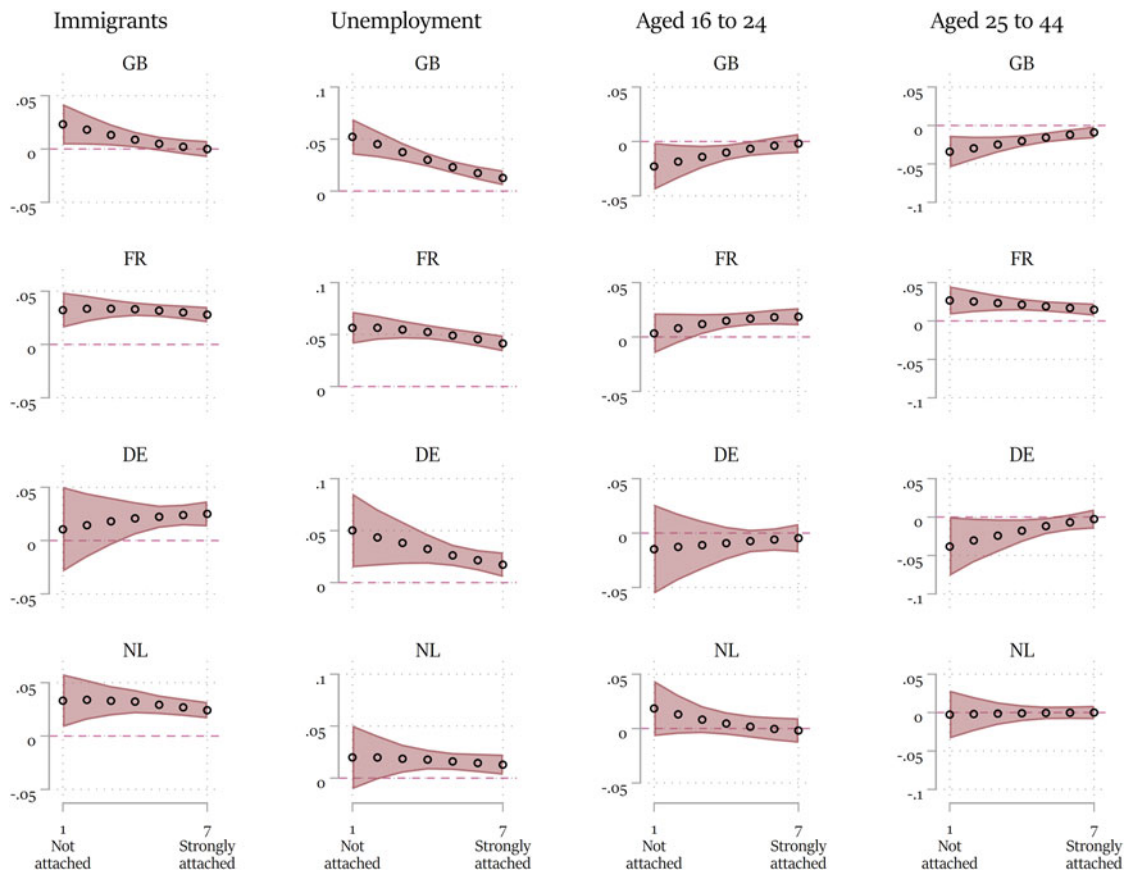 Immigrants Unemployment Aged 16 to 24 Aged 25 to 44
GB GB GB GB
.05 .1 .05 .05
0 .05 0 0
-.05 0 -.05 -.05
-.1
FR FR FR FR
.05 .1 .05 .05
0 .05 0 0
-.05 0 -.05 -.05
-.1
DE DE DE DE
.05 .1 .05 .05
0 .05 0 0
-.05 0 -.05 -.05
-.1
NL NL NL NL
.05 .1 .05 .05
0 .05 0 0
-.05 0 -.05 -.05
-.1
1 7 1 7 1 7 1 7
Not Strongly Not Strongly Not Strongly Not Strongly
attached attached attached attached attached attached attached attached